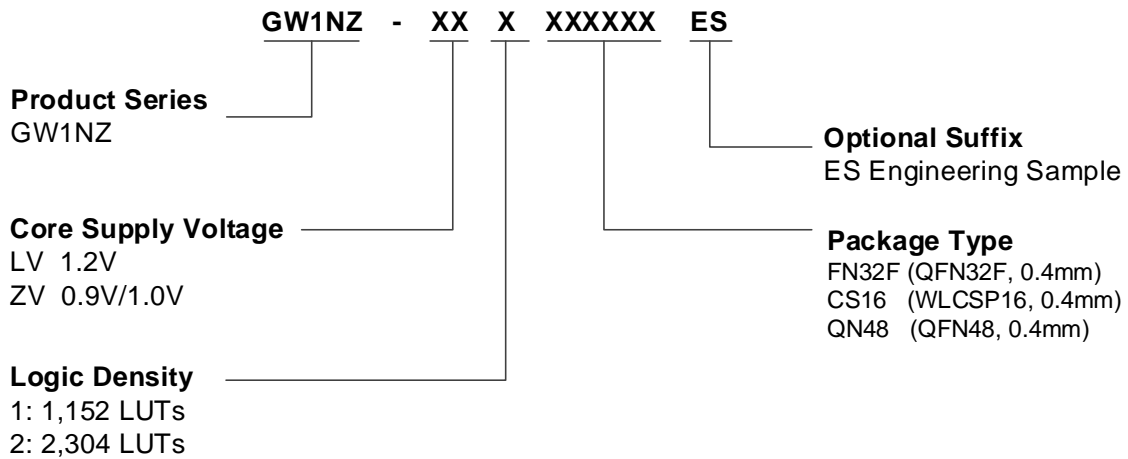 GW1NZ - XX X XXXXXX ES
Product Series
GW1NZ
Optional Suffix
ES Engineering Sample
Core Supply Voltage
LV 1.2V
ZV 0.9V/1.0V
Package Type
FN32F (QFN32F, 0.4mm)
CS16 (WLCSP16, 0.4mm)
QN48 (QFN48, 0.4mm)
Logic Density
1: 1,152 LUTs
2: 2,304 LUTs